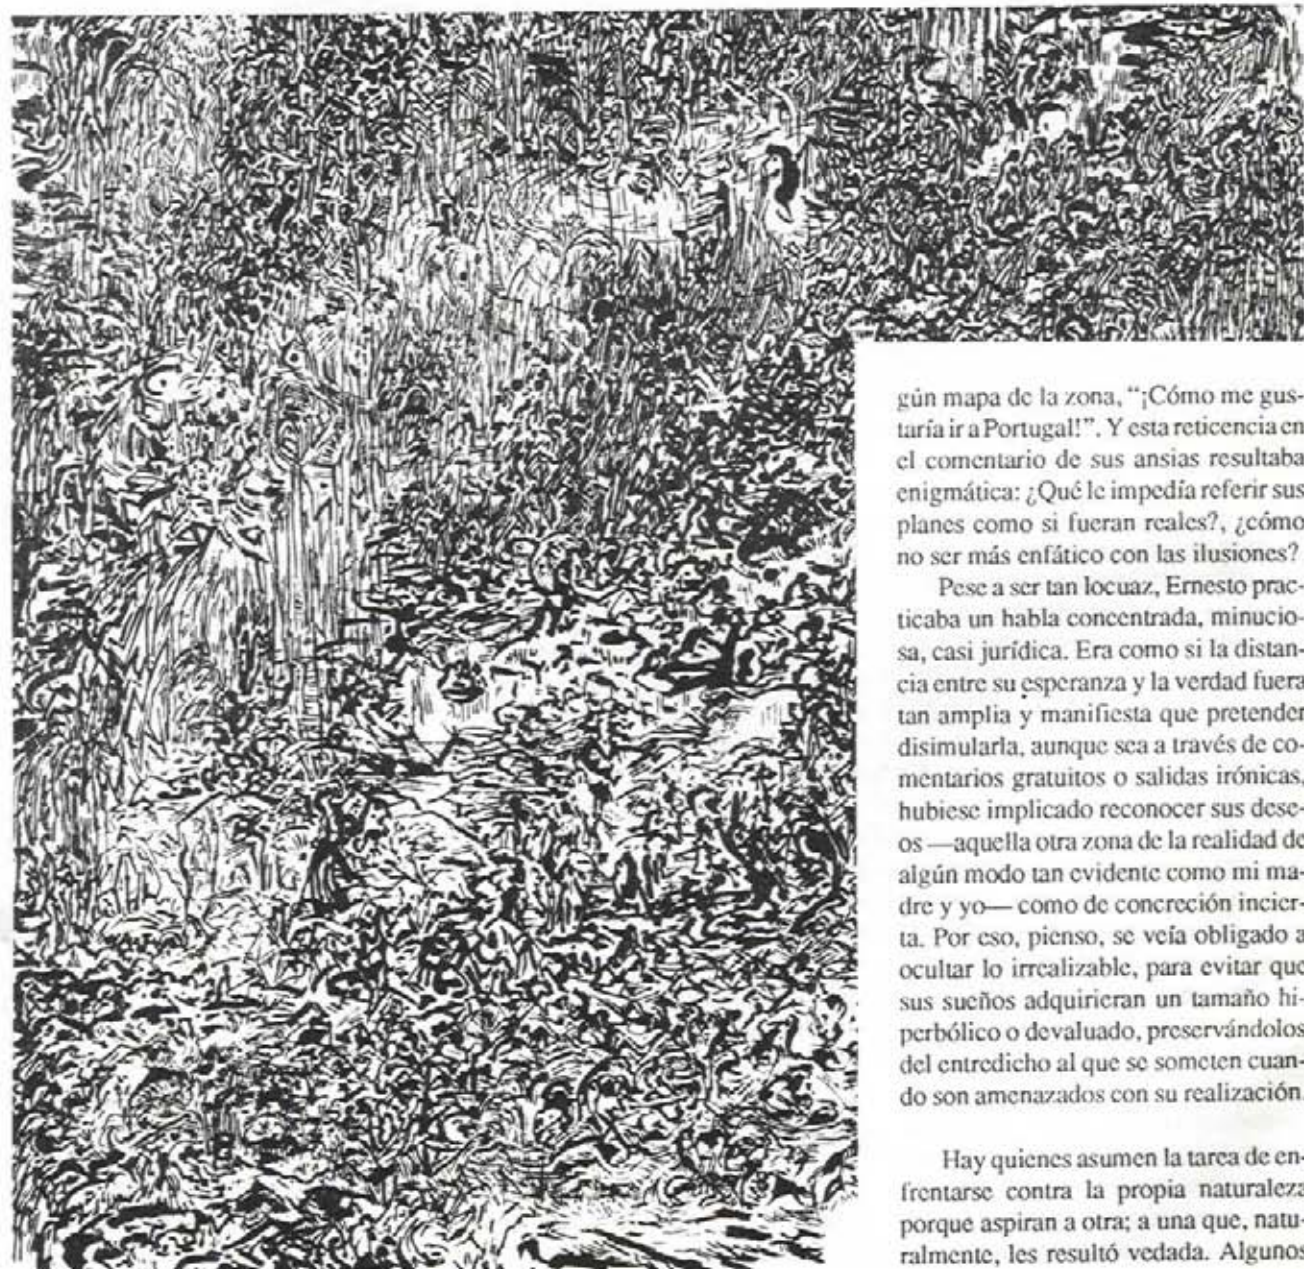 gún mapa de la zona, “¡Cómo me gus-
taría ir a Portugal!”. Y esta reticencia en
el comentario de sus ansias resultaba
enigmática: ¿Qué le impedía referir sus
planes como si fueran reales?, ¿cómo
no ser más enfático con las ilusiones?
Pese a ser tan locuaz, Ernesto prac-
ticaba un habla concentrada, minucio-
sa, casi jurídica. Era como si la distan-
cia entre su esperanza y la verdad fuera
tan amplia y manifiesta que pretender
disimularla, aunque sea a través de co-
mentarios gratuitos o salidas irónicas,
hubiese implicado reconocer sus dese-
os —aquella otra zona de la realidad de
algún modo tan evidente como mi ma-
dre y yo— como de concreción incier-
ta. Por eso, pienso, se veía obligado a
ocultar lo irrealizable, para evitar que
sus sueños adquirieran un tamaño hi-
perbólico o devaluado, preservándolos
del entredicho al que se someten cuan-
do son amenazados con su realización.
Hay quienes asumen la tarea de en-
frentarse contra la propia naturaleza
porque aspiran a otra; a una que, natu-
ralmente, les resultó vedada. Algunos